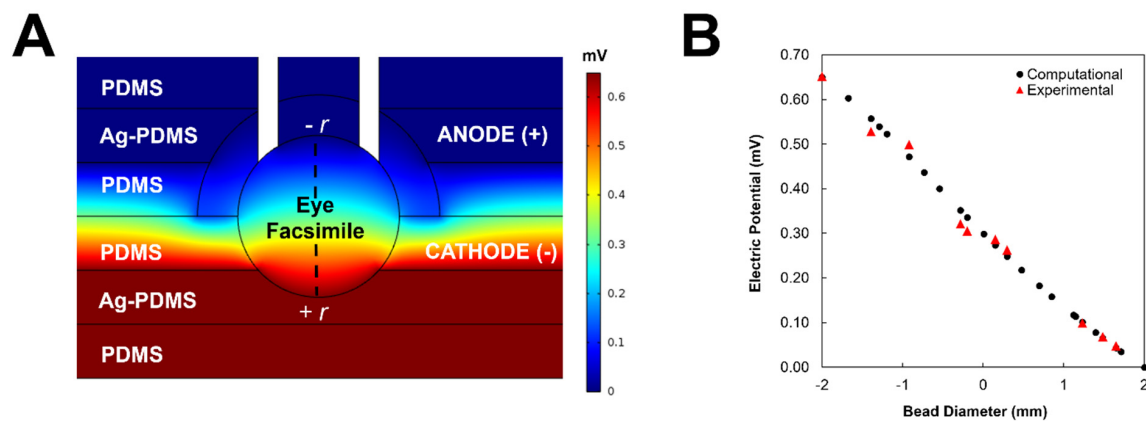 A
mV
PDMS
- r
Ag-PDMS
ANODE (+)
PDMS
Eye
Facsimile
PDMS
CATHODE (-)
Ag-PDMS
+ r
PDMS
0.6
0.5
0.4
0.3
0.2
0.1
0
B
0.70
0.60
0.50
0.40
0.30
0.20
0.10
0.00
Electric Potential (mV)
Computational
Experimental
-2
-1
0
1
2
Bead Diameter (mm)